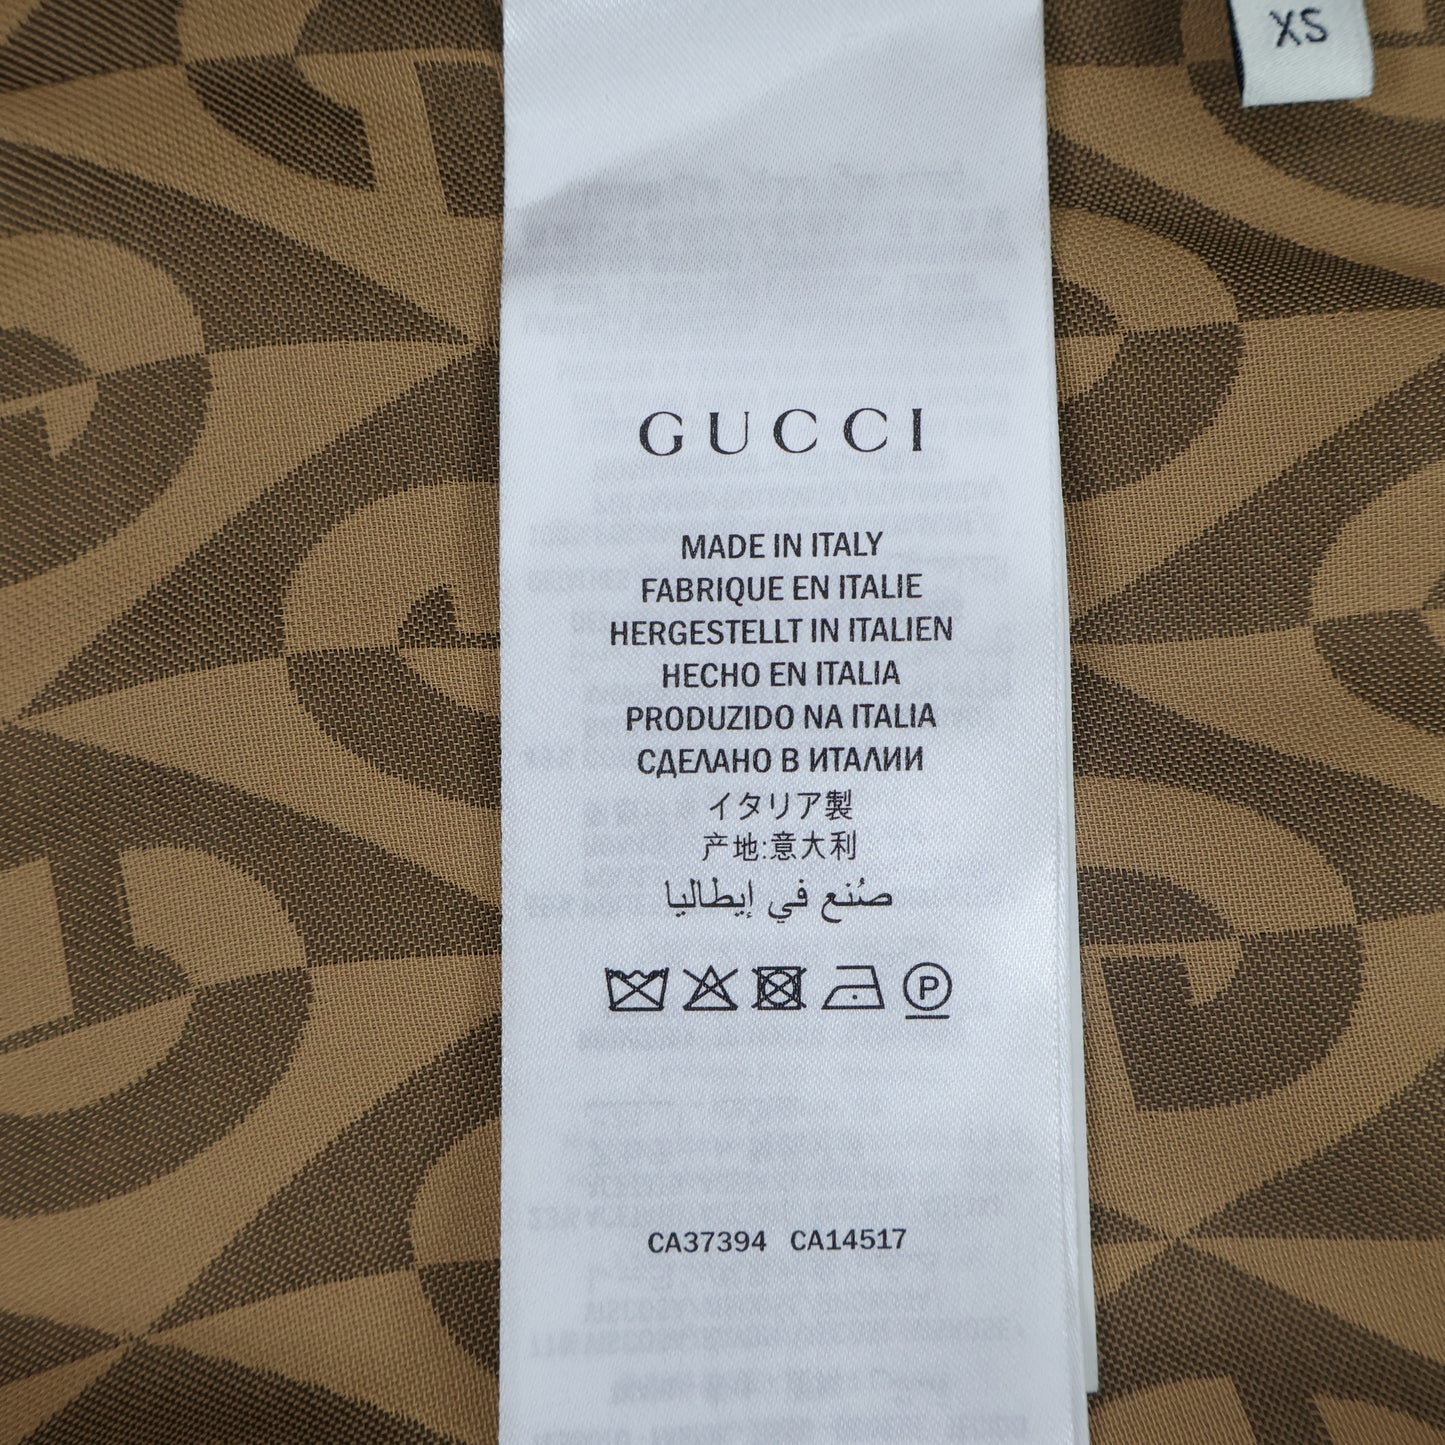 XS
GUCCI
MADE IN ITALY
FABRIQUE EN ITALIE
HERGESTELLT IN ITALIEN
HECHO EN ITALIA
PRODUZIDO NA ITALIA
СДЕЛАНО В ИТАЛИИ
イタリア製
产地:意大利
صُنع في إيطاليا
P
CA37394 CA14517